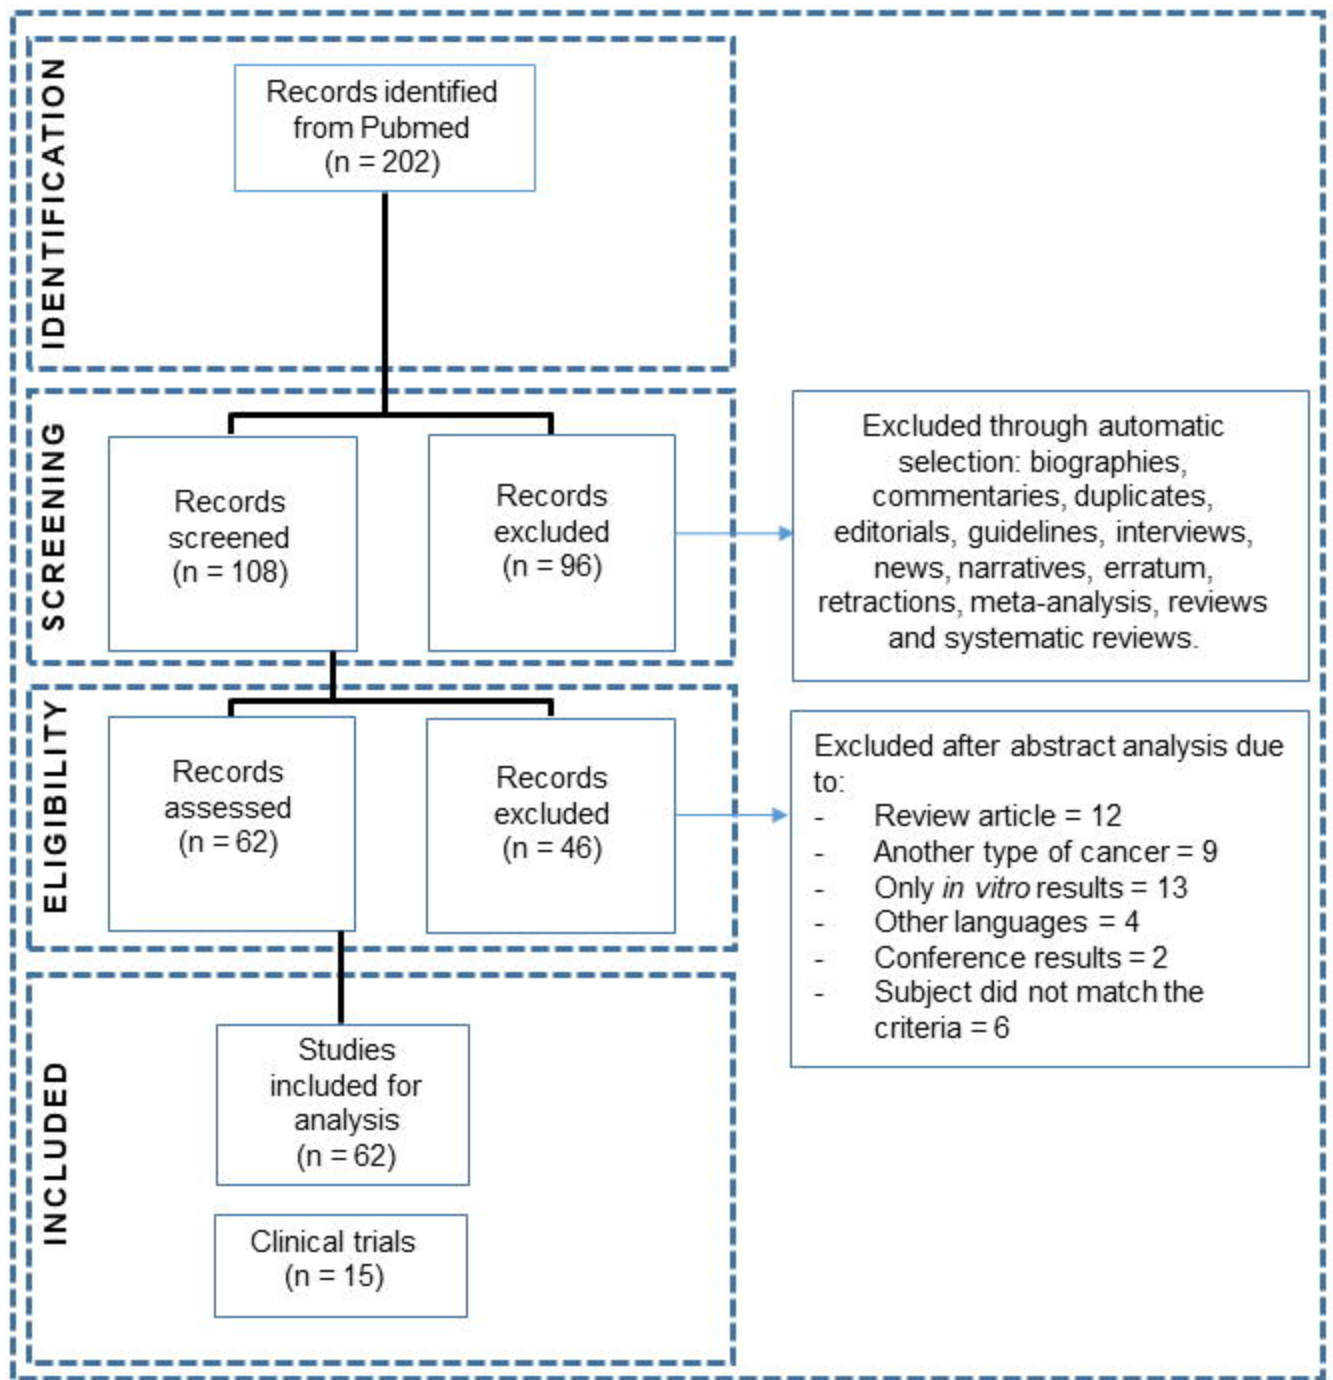 IDENTIFICATION
Records identified
from Pubmed
(n = 202)
SCREENING
Records
screened
(n = 108)
Records
excluded
(n = 96)
Excluded through automatic
selection: biographies,
commentaries, duplicates,
editorials, guidelines, interviews,
news, narratives, erratum,
retractions, meta-analysis, reviews
and systematic reviews.
ELIGIBILITY
Records
assessed
(n = 62)
Records
excluded
(n = 46)
Excluded after abstract analysis due
to:
- Review article = 12
- Another type of cancer = 9
- Only in vitro results = 13
- Other languages = 4
- Conference results = 2
- Subject did not match the
criteria = 6
INCLUDED
Studies
included for
analysis
(n = 62)
Clinical trials
(n = 15)